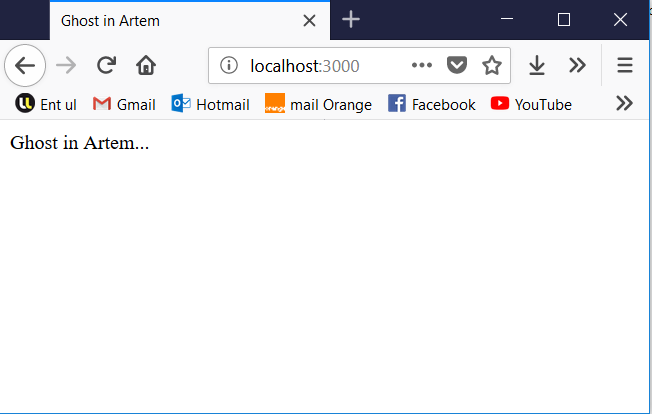 Ghost in Artem
localhost:3000
Ent ul Gmail Hotmail mail Orange Facebook YouTube
Ghost in Artem...